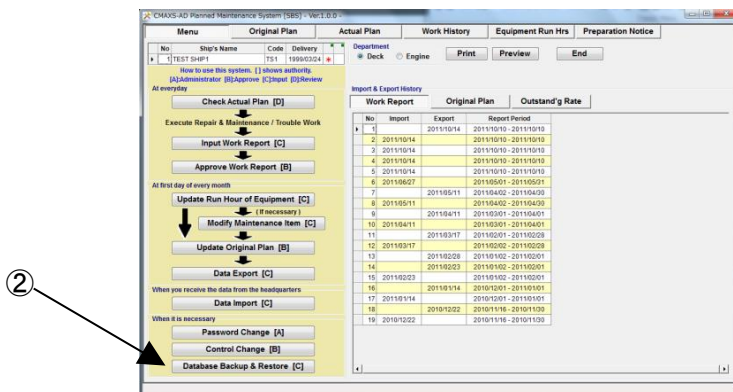 CMAXS-AD Planned Maintenance System [SBS] - Ver.1.0.0 -
Menu Original Plan Actual Plan Work History Equipment Run Hrs Preparation Notice
No Ship's Name Code Delivery
1 TEST SHIP1 TS1 1999/03/24 *
Department
Deck Engine Print Preview End
How to use this system. [ ] shows authority.
[A]:Administrator [B]:Approve [C]:Input [D]:Review
At everyday
Check Actual Plan [D]
Execute Repair & Maintenance / Trouble Work
Input Work Report [C]
Approve Work Report [B]
At first day of every month
Update Run Hour of Equipment [C]
( If necessary )
Modify Maintenance Item [C]
Update Original Plan [B]
Data Export [C]
When you receive the data from the headquarters
Data Import [C]
When it is necessary
Password Change [A]
Control Change [B]
Database Backup & Restore [C]
②
Import & Export History
Work Report Original Plan Outstand'g Rate
No Import Export Report Period
1 2011/10/14 2011/10/10 - 2011/10/10
2 2011/10/14 2011/10/10 - 2011/10/10
3 2011/10/14 2011/10/10 - 2011/10/10
4 2011/10/14 2011/10/10 - 2011/10/10
5 2011/10/14 2011/10/10 - 2011/10/10
6 2011/06/27 2011/05/01 - 2011/05/31
7 2011/05/11 2011/04/02 - 2011/04/30
8 2011/05/11 2011/04/02 - 2011/04/30
9 2011/04/11 2011/03/01 - 2011/04/01
10 2011/04/11 2011/03/01 - 2011/04/01
11 2011/03/17 2011/02/01 - 2011/02/28
12 2011/03/17 2011/02/02 - 2011/02/28
13 2011/02/28 2011/01/02 - 2011/02/01
14 2011/02/23 2011/01/02 - 2011/02/01
15 2011/02/23 2011/01/02 - 2011/02/01
16 2011/01/14 2010/12/01 - 2011/01/01
17 2011/01/14 2010/12/01 - 2011/01/01
18 2010/12/22 2010/11/16 - 2010/11/30
19 2010/12/22 2010/11/16 - 2010/11/30